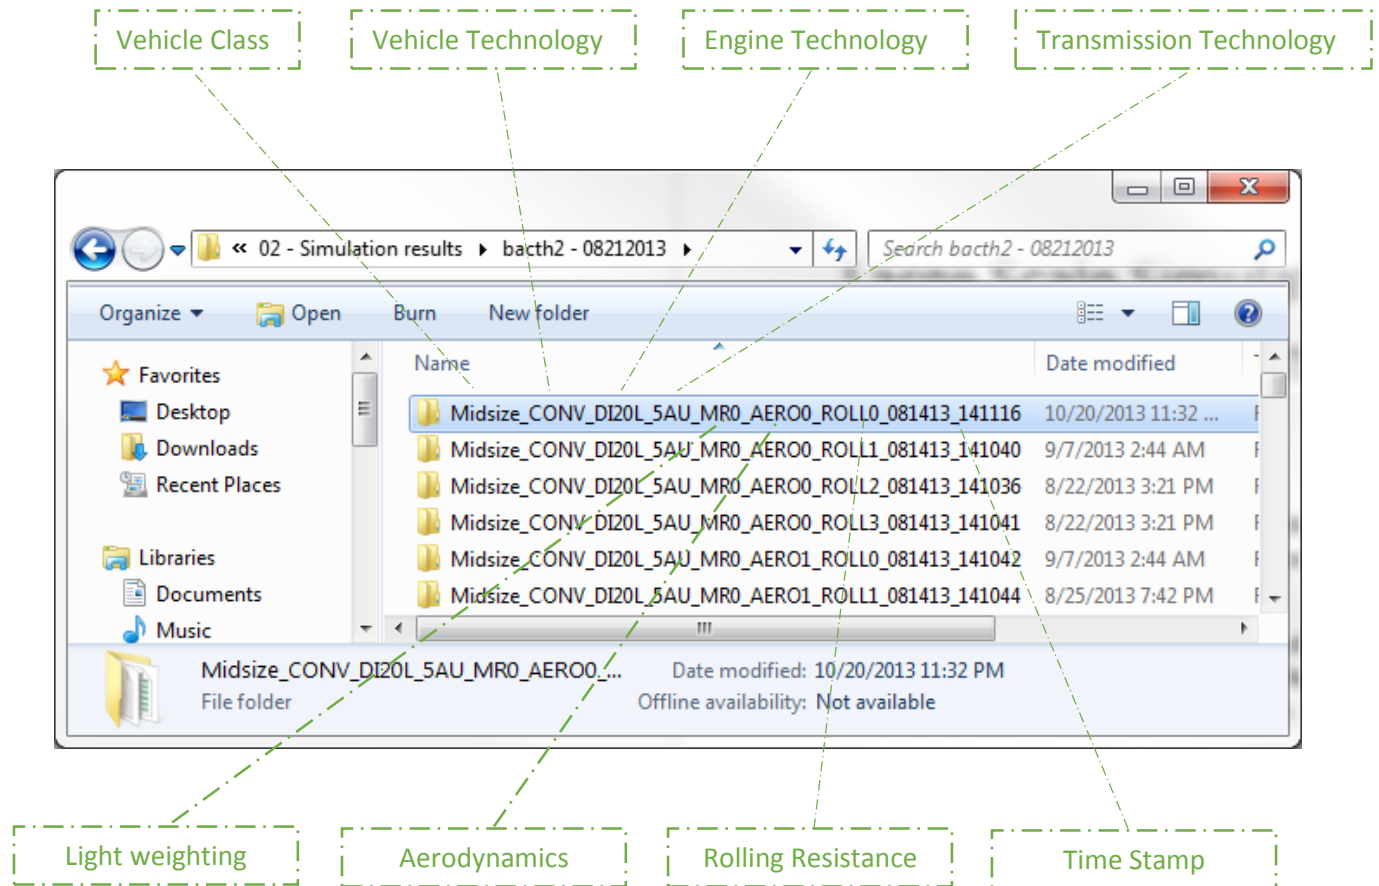 Vehicle Class
Vehicle Technology
Engine Technology
Transmission Technology
« 02 - Simulation results ▸ bacth2 - 08212013 ▸
Search bacth2 - 08212013
Organize
Open
Burn
New folder
Favorites
Desktop
Downloads
Recent Places
Libraries
Documents
Music
Name Date modified
Midsize_CONV_DI20L_5AU_MR0_AERO0_ROLL0_081413_141116 10/20/2013 11:32 ...
Midsize_CONV_DI20L_5AU_MR0_AERO0_ROLL1_081413_141040 9/7/2013 2:44 AM
Midsize_CONV_DI20L_5AU_MR0_AERO0_ROLL2_081413_141036 8/22/2013 3:21 PM
Midsize_CONV_DI20L_5AU_MR0_AERO0_ROLL3_081413_141041 8/22/2013 3:21 PM
Midsize_CONV_DI20L_5AU_MR0_AERO1_ROLL0_081413_141042 9/7/2013 2:44 AM
Midsize_CONV_DI20L_5AU_MR0_AERO1_ROLL1_081413_141044 8/25/2013 7:42 PM
Midsize_CONV_DI20L_5AU_MR0_AERO0_... Date modified: 10/20/2013 11:32 PM
File folder Offline availability: Not available
Light weighting
Aerodynamics
Rolling Resistance
Time Stamp